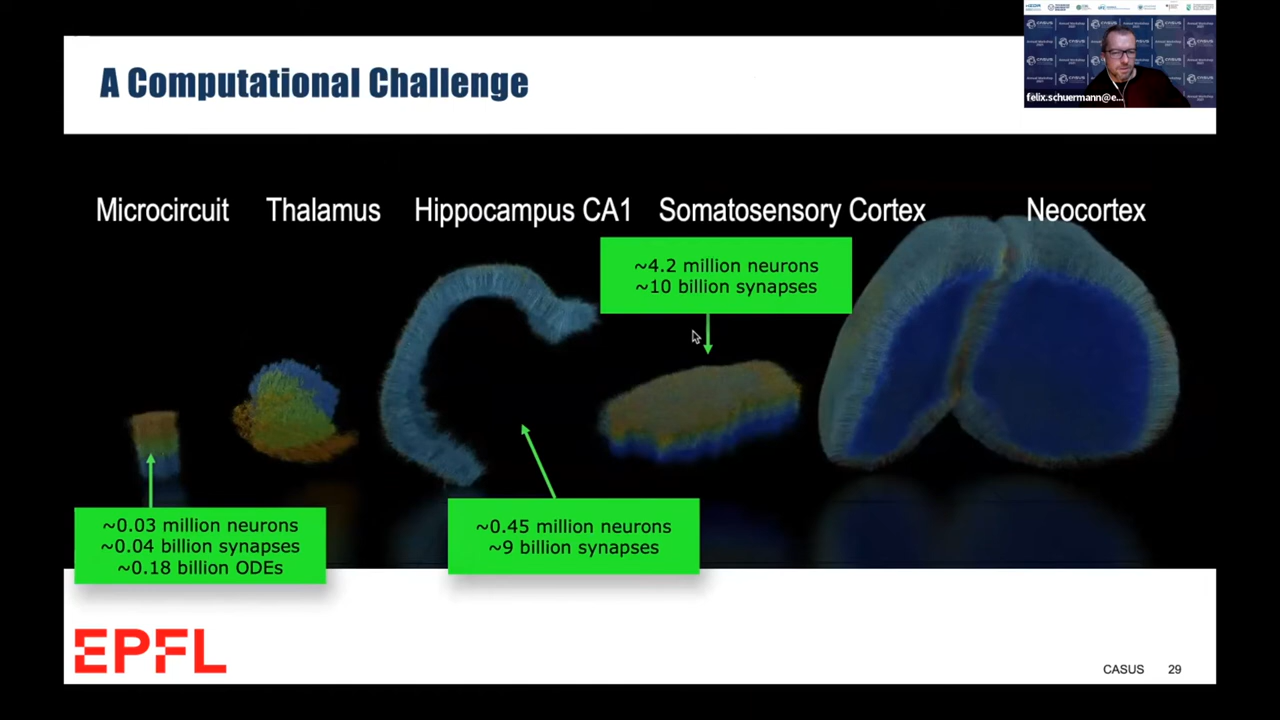 A Computational Challenge
felix.schuermann@e...
Microcircuit
Thalamus
Hippocampus CA1
Somatosensory Cortex
Neocortex
~4.2 million neurons
~10 billion synapses
~0.03 million neurons
~0.04 billion synapses
~0.18 billion ODEs
~0.45 million neurons
~9 billion synapses
EPFL
CASUS
29